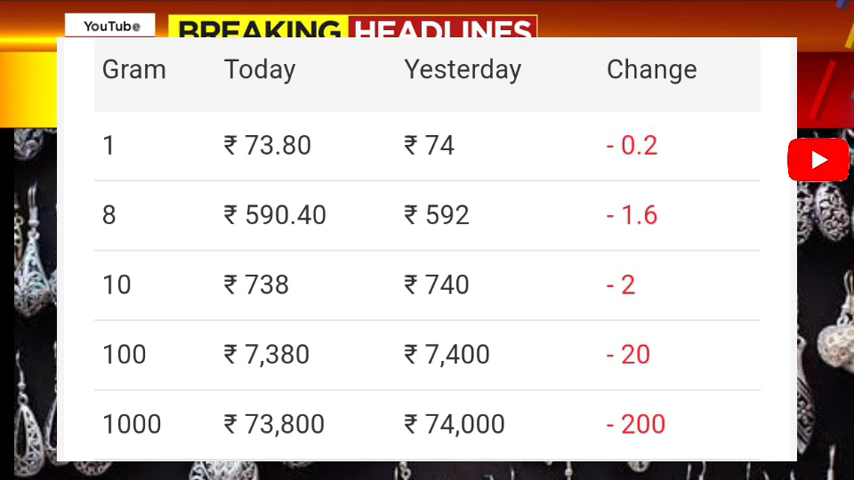 YouTube
BREAKING HEADLINES
Gram Today Yesterday Change
1 ₹ 73.80 ₹ 74 - 0.2
8 ₹ 590.40 ₹ 592 - 1.6
10 ₹ 738 ₹ 740 - 2
100 ₹ 7,380 ₹ 7,400 - 20
1000 ₹ 73,800 ₹ 74,000 - 200